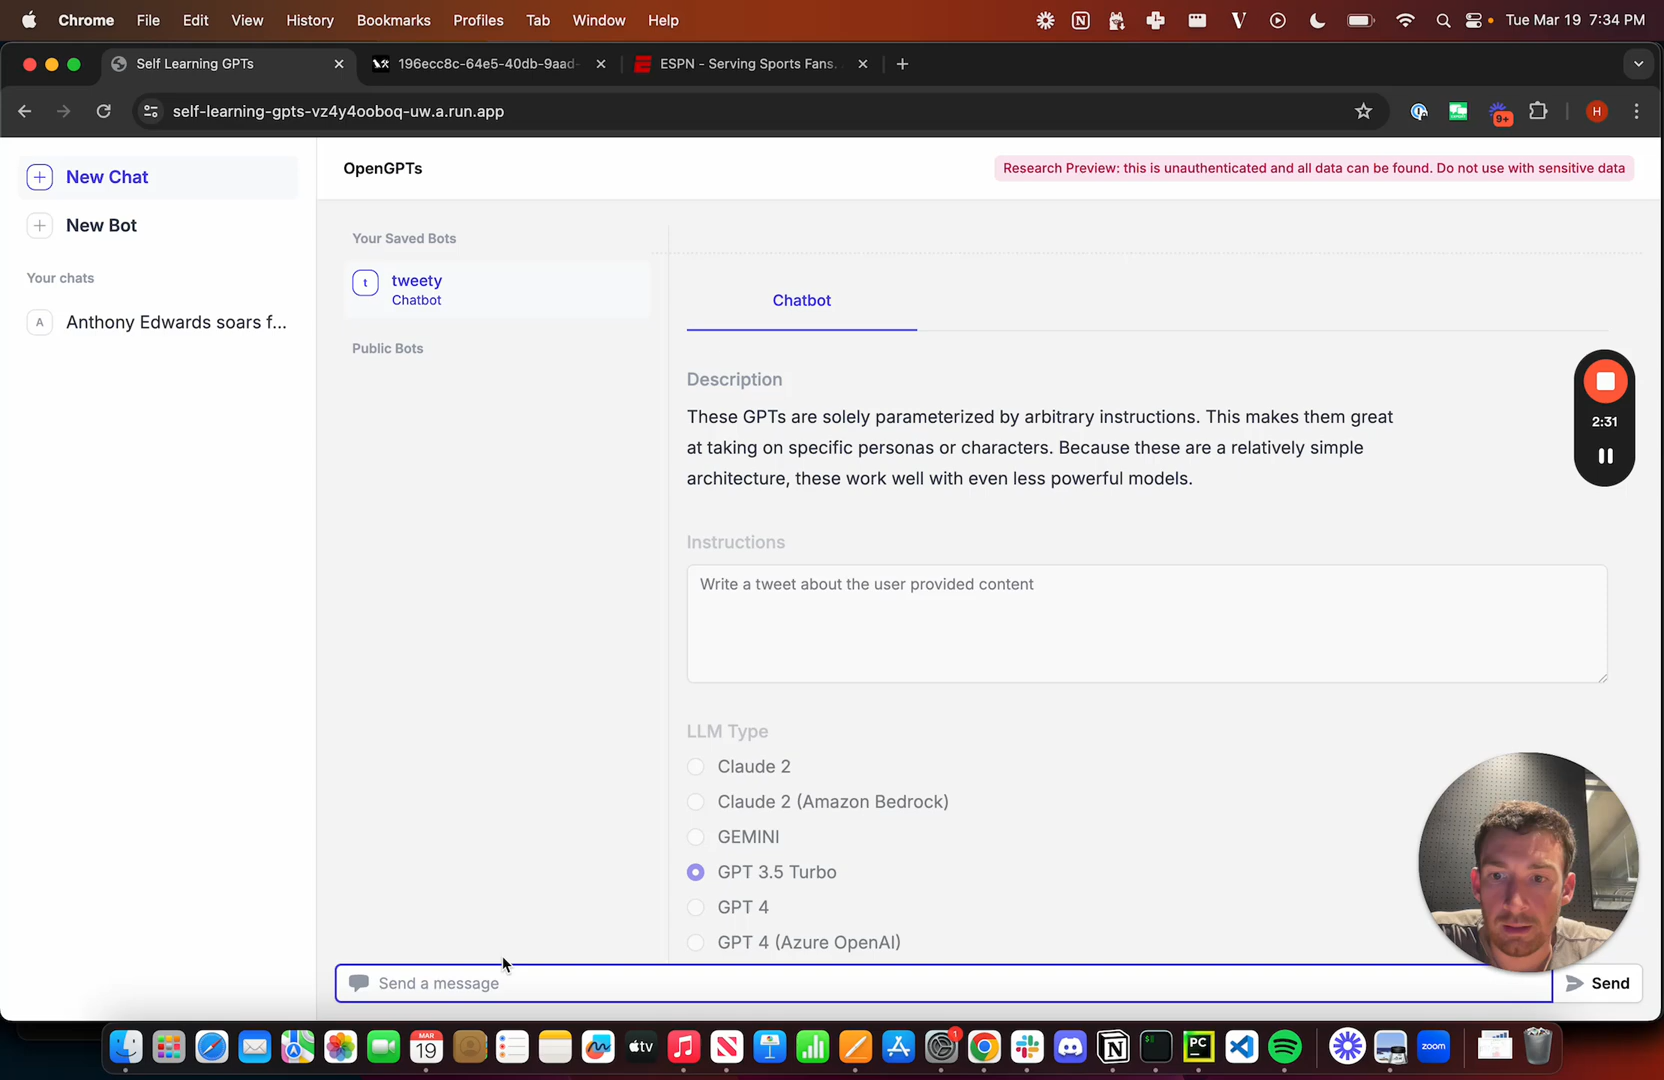 Chrome File Edit View History Bookmarks Profiles Tab Window Help Tue Mar 19 7:34 PM
Self Learning GPTs
196ecc8c-64e5-40db-9aad-
ESPN - Serving Sports Fans.
self-learning-gpts-vz4y4ooboq-uw.a.run.app
9+
H
New Chat
New Bot
Your chats
A Anthony Edwards soars f...
OpenGPTs
Research Preview: this is unauthenticated and all data can be found. Do not use with sensitive data
Your Saved Bots
t tweety
Chatbot
Public Bots
Chatbot
Description
These GPTs are solely parameterized by arbitrary instructions. This makes them great
at taking on specific personas or characters. Because these are a relatively simple
architecture, these work well with even less powerful models.
Instructions
Write a tweet about the user provided content
LLM Type
Claude 2
Claude 2 (Amazon Bedrock)
GEMINI
GPT 3.5 Turbo
GPT 4
GPT 4 (Azure OpenAI)
2:31
Send a message
Send
MAR
19
tv
1
PC
zoom